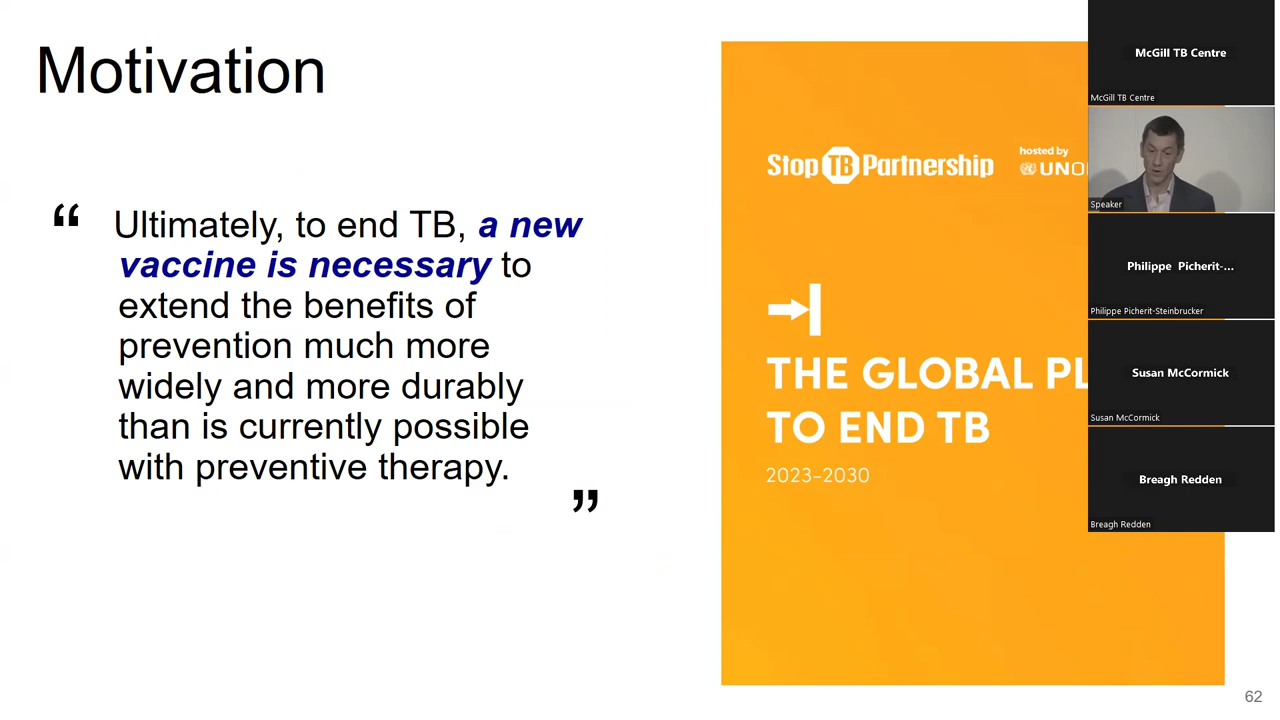 Motivation
“
Ultimately, to end TB, a new
vaccine is necessary to
extend the benefits of
prevention much more
widely and more durably
than is currently possible
with preventive therapy.
”
Stop TB Partnership
hosted by
THE GLOBAL
TO END TB
2023-2030
62
McGill TB Centre
McGill TB Centre
Speaker
Philippe Picherit-...
Philippe Picherit-Steinbrucker
Susan McCormick
Susan McCormick
Breagh Redden
Breagh Redden